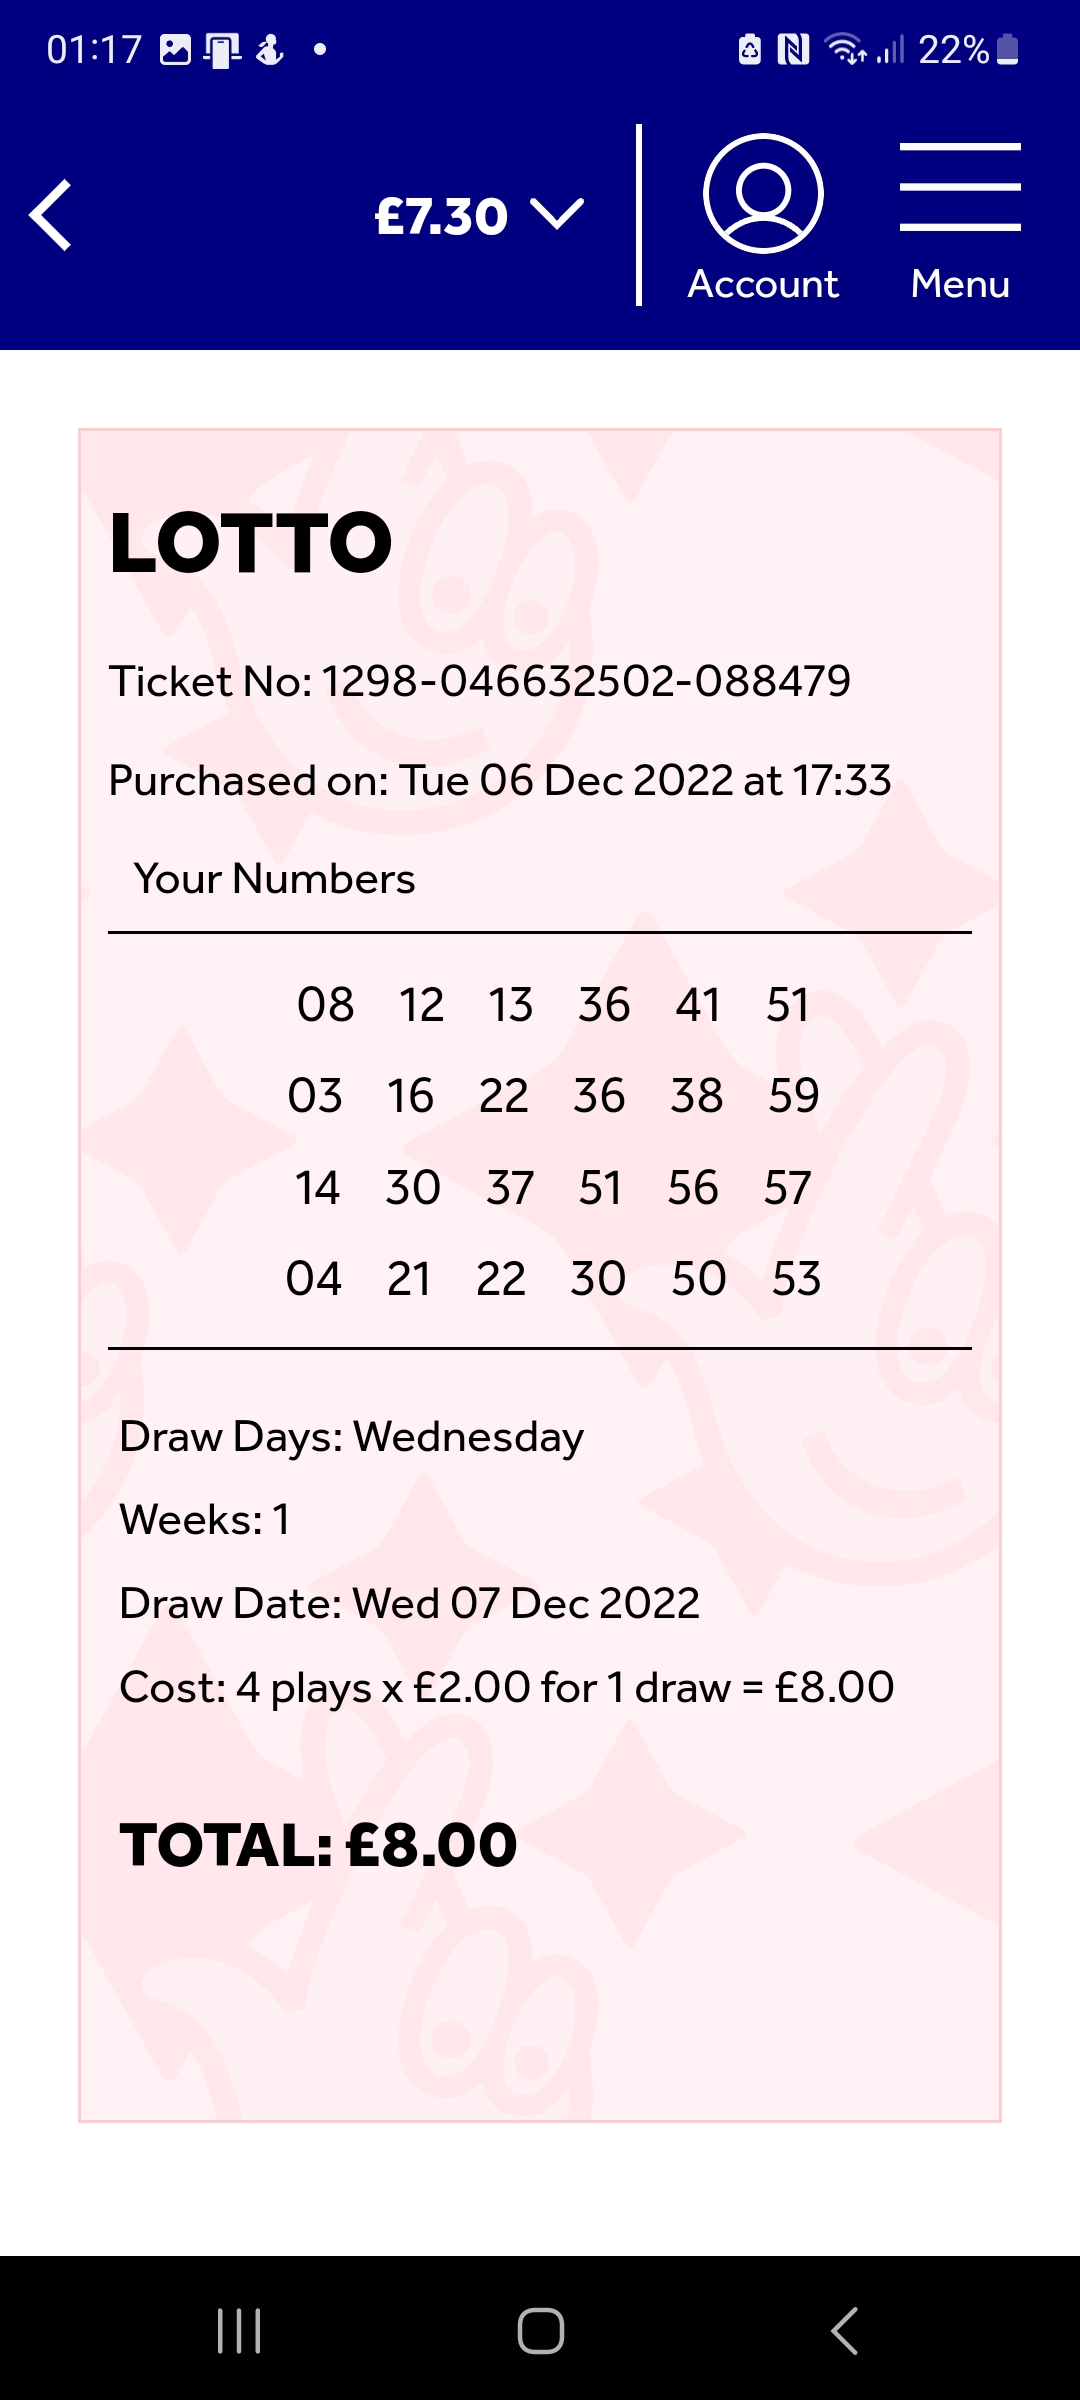 01:17 22%
£7.30
Account Menu
LOTTO
Ticket No: 1298-046632502-088479
Purchased on: Tue 06 Dec 2022 at 17:33
Your Numbers
08 12 13 36 41 51
03 16 22 36 38 59
14 30 37 51 56 57
04 21 22 30 50 53
Draw Days: Wednesday
Weeks: 1
Draw Date: Wed 07 Dec 2022
Cost: 4 plays x £2.00 for 1 draw = £8.00
TOTAL: £8.00